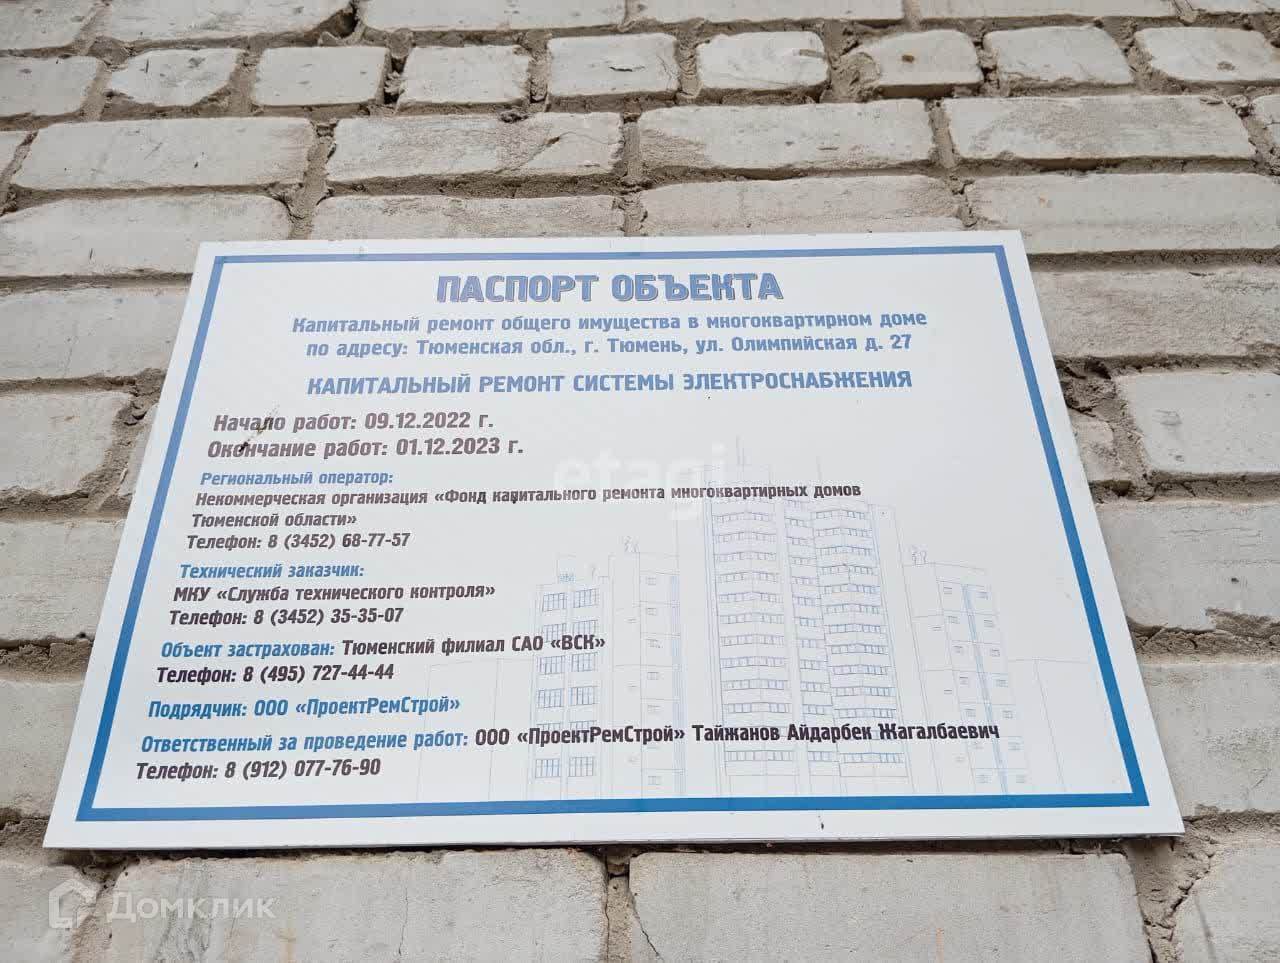 ПАСПОРТ ОБЪЕКТА
Капитальный ремонт общего имущества в многоквартирном доме
по адресу: Тюменская обл., г. Тюмень, ул. Олимпийская д. 27
КАПИТАЛЬНЫЙ РЕМОНТ СИСТЕМЫ ЭЛЕКТРОСНАБЖЕНИЯ
Начало работ: 09.12.2022 г.
Окончание работ: 01.12.2023 г.
Региональный оператор:
Некоммерческая организация «Фонд капитального ремонта многоквартирных домов
Тюменской области»
Телефон: 8 (3452) 68-77-57
Технический заказчик:
МКУ «Служба технического контроля»
Телефон: 8 (3452) 35-35-07
Объект застрахован: Тюменский филиал САО «ВСК»
Телефон: 8 (495) 727-44-44
Подрядчик: ООО «ПроектРемСтрой»
Ответственный за проведение работ: ООО «ПроектРемСтрой» Тайжанов Айдарбек Жагалбаевич
Телефон: 8 (912) 077-76-90
etagi
Домклик